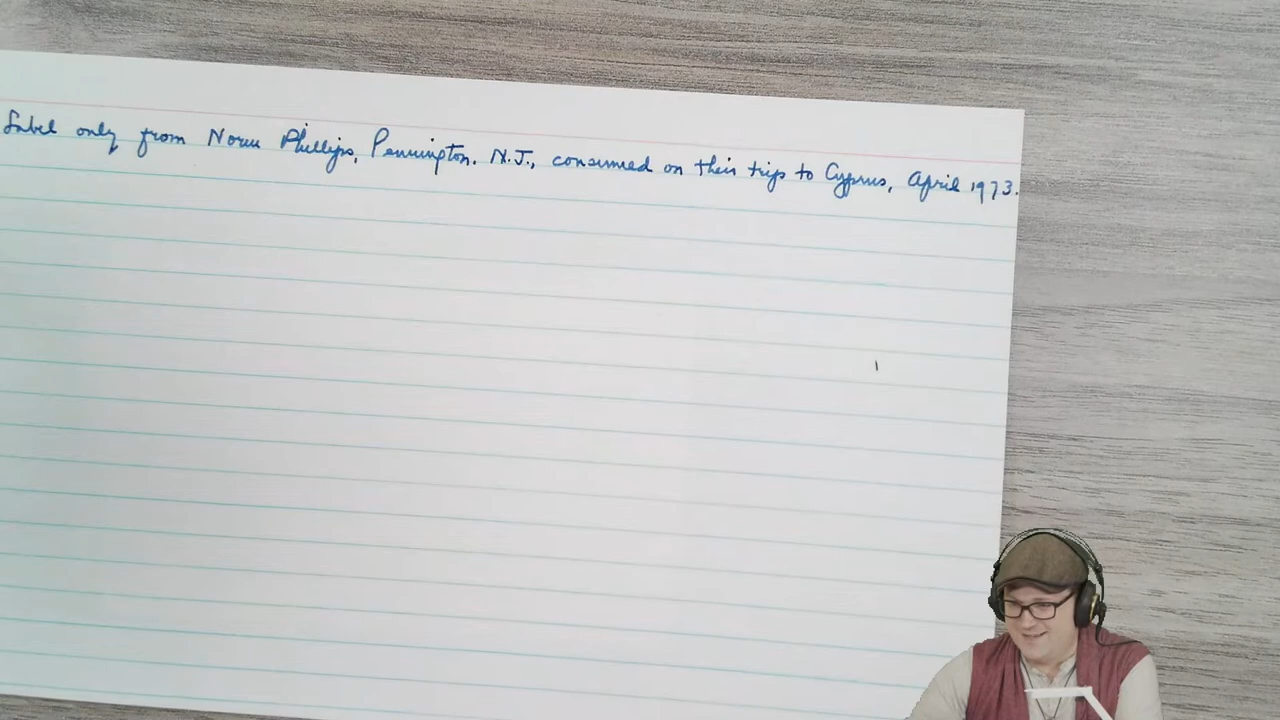 Label only from Norm Phillips, Pennington, N.J., consumed on their trip to Cyprus, April 1973.